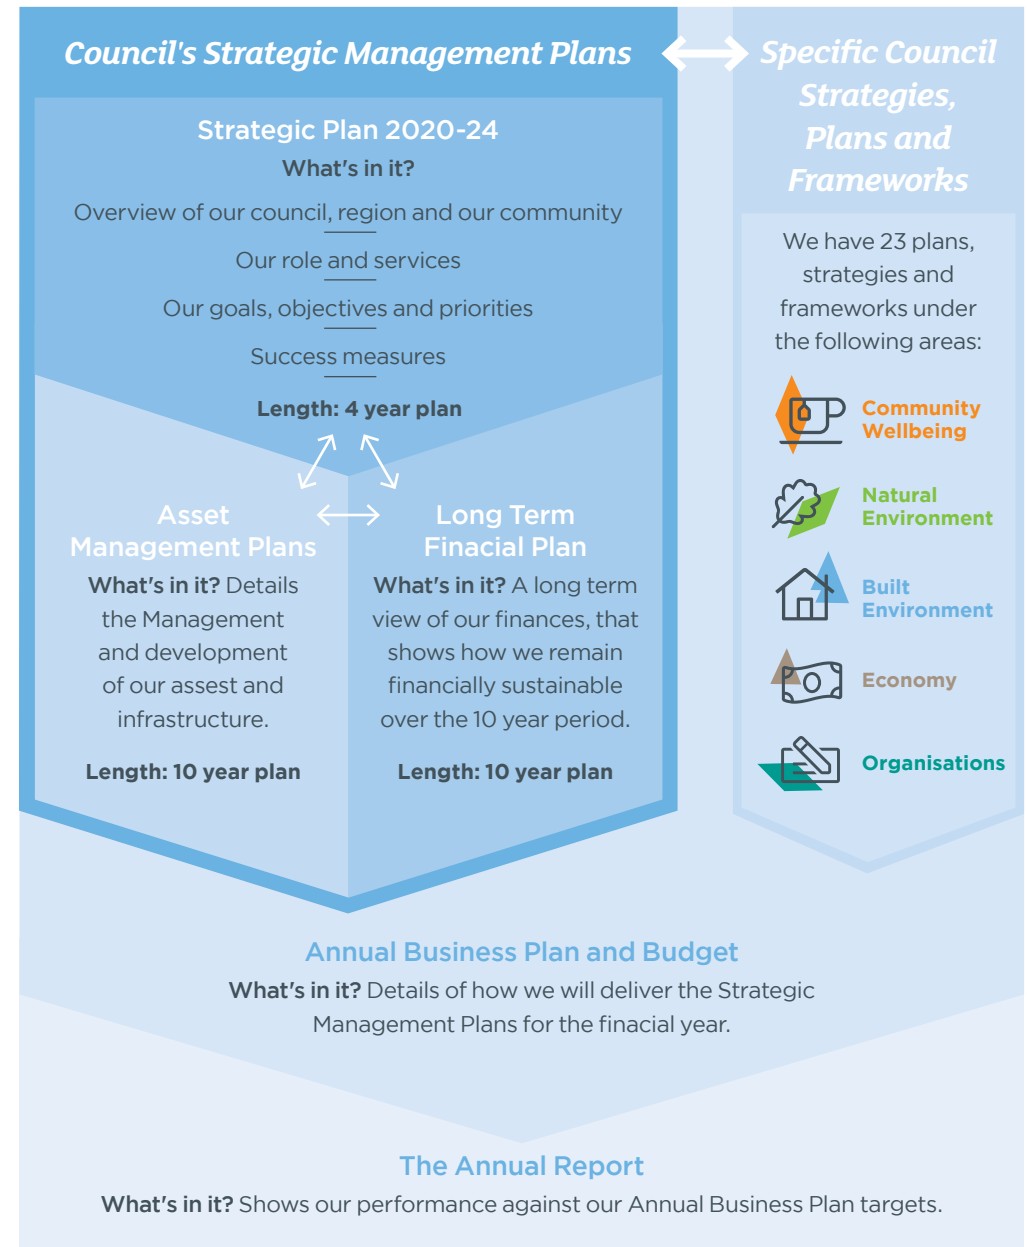 Council's Strategic Management Plans
Strategic Plan 2020-24
What's in it?
Overview of our council, region and our community
Our role and services
Our goals, objectives and priorities
Success measures
Length: 4 year plan
Asset
Management Plans
What's in it? Details
the Management
and development
of our assest and
infrastructure.
Length: 10 year plan
Long Term
Finacial Plan
What's in it? A long term
view of our finances, that
shows how we remain
financially sustainable
over the 10 year period.
Length: 10 year plan
Specific Council
Strategies,
Plans and
Frameworks
We have 23 plans,
strategies and
frameworks under
the following areas:
Community
Wellbeing
Natural
Environment
Built
Environment
Economy
Organisations
Annual Business Plan and Budget
What's in it? Details of how we will deliver the Strategic
Management Plans for the finacial year.
The Annual Report
What's in it? Shows our performance against our Annual Business Plan targets.